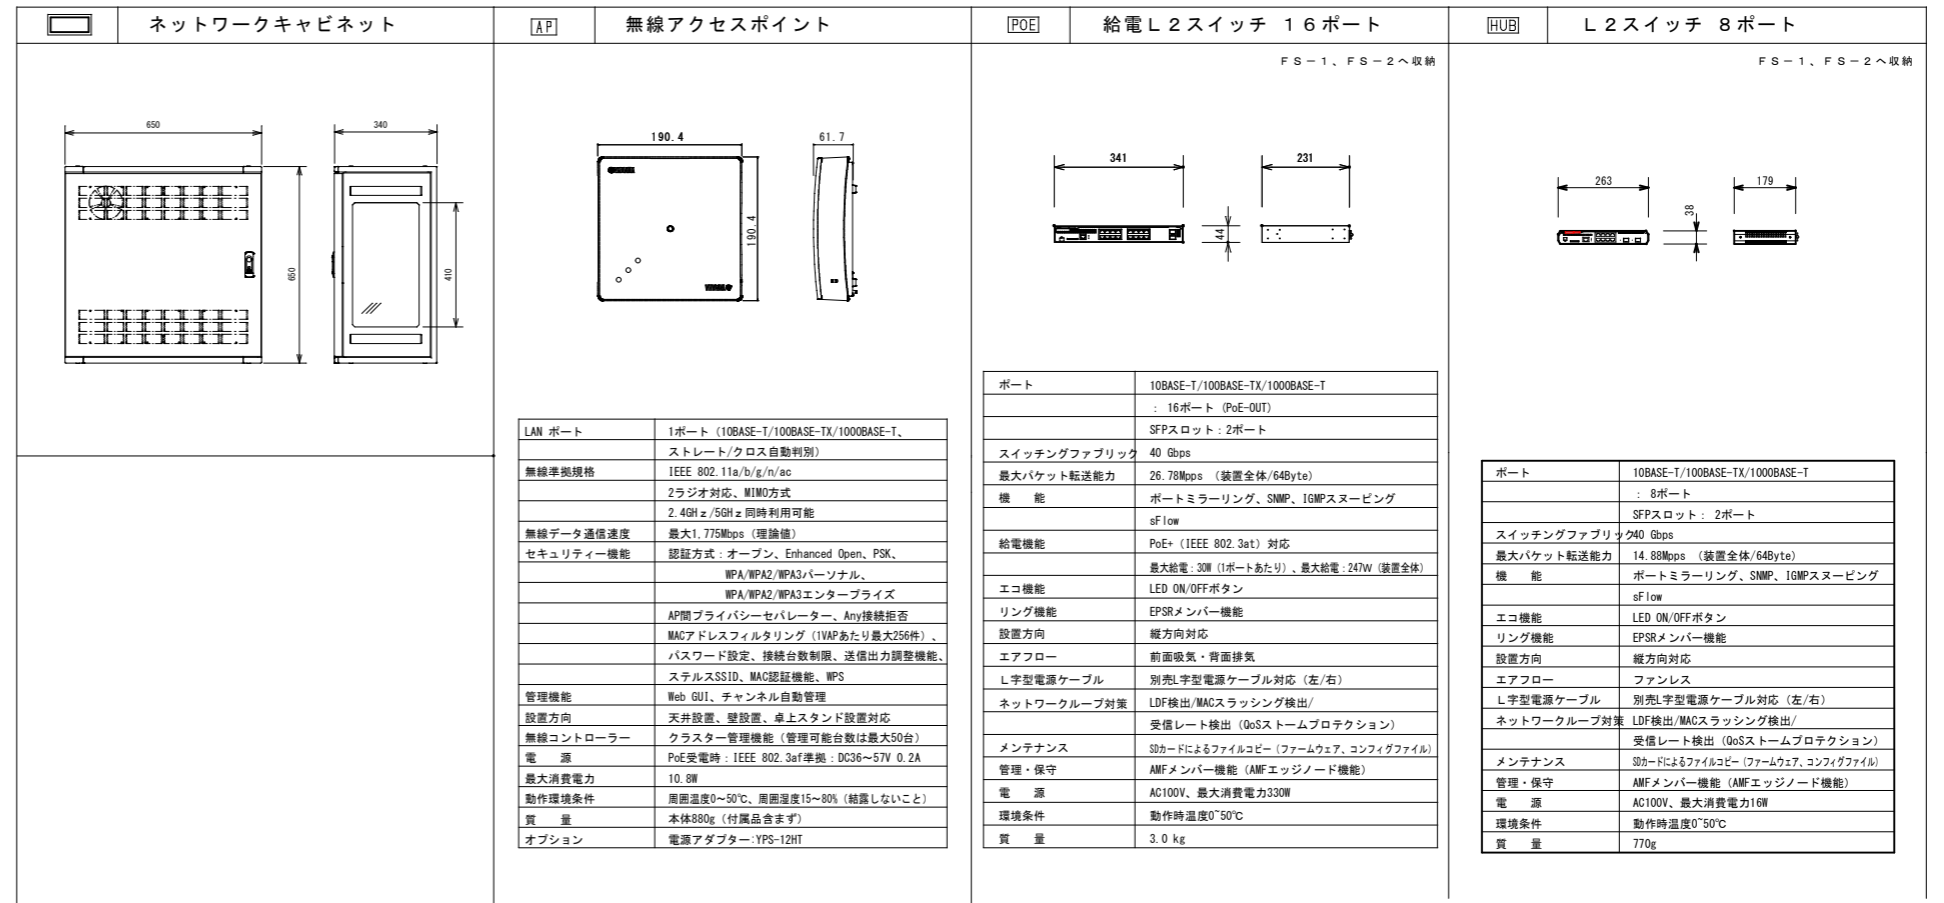 ネットワークキャビネット
650
340
650
410
AP 無線アクセスポイント
190.4
61.7
190.4
LAN ポート 1ポート（10BASE-T/100BASE-TX/1000BASE-T、
ストレート/クロス自動判別）
無線準拠規格 IEEE 802.11a/b/g/n/ac
2ラジオ対応、MIMO方式
2.4GHｚ/5GHｚ同時利用可能
無線データ通信速度 最大1,775Mbps（理論値）
セキュリティー機能 認証方式：オープン、Enhanced Open、PSK、
WPA/WPA2/WPA3パーソナル、
WPA/WPA2/WPA3エンタープライズ
AP間プライバシーセパレーター、Any接続拒否
MACアドレスフィルタリング（1VAPあたり最大256件）、
パスワード設定、接続台数制限、送信出力調整機能、
ステルスSSID、MAC認証機能、WPS
管理機能 Web GUI、チャンネル自動管理
設置方向 天井設置、壁設置、卓上スタンド設置対応
無線コントローラー クラスター管理機能（管理可能台数は最大50台）
電　源 PoE受電時：IEEE 802.3af準拠：DC36～57V 0.2A
最大消費電力 10.8W
動作環境条件 周囲温度0～50℃、周囲湿度15～80%（結露しないこと）
質　量 本体880g（付属品含まず）
オプション 電源アダプター：YPS-12HT
POE 給電Ｌ２スイッチ １６ポート
ＦＳ－１、ＦＳ－２へ収納
341
231
44
ポート 10BASE-T/100BASE-TX/1000BASE-T
： 16ポート（PoE-OUT）
SFPスロット：2ポート
スイッチングファブリック 40 Gbps
最大パケット転送能力 26.78Mpps （装置全体/64Byte）
機　能 ポートミラーリング、SNMP、IGMPスヌーピング
sFlow
給電機能 PoE+（IEEE 802.3at）対応
最大給電：30W（1ポートあたり）、最大給電：247W（装置全体）
エコ機能 LED ON/OFFボタン
リング機能 EPSRメンバー機能
設置方向 縦方向対応
エアフロー 前面吸気・背面排気
Ｌ字型電源ケーブル 別売L字型電源ケーブル対応（左/右）
ネットワークループ対策 LDF検出/MACスラッシング検出/
受信レート検出（QoSストームプロテクション）
メンテナンス SDカードによるファイルコピー（ファームウェア、コンフィグファイル）
管理・保守 AMFメンバー機能（AMFエッジノード機能）
電　源 AC100V、最大消費電力330W
環境条件 動作時温度0~50℃
質　量 3.0 kg
HUB Ｌ２スイッチ ８ポート
ＦＳ－１、ＦＳ－２へ収納
263
179
38
ポート 10BASE-T/100BASE-TX/1000BASE-T
： 8ポート
SFPスロット： 2ポート
スイッチングファブリック 40 Gbps
最大パケット転送能力 14.88Mpps （装置全体/64Byte）
機　能 ポートミラーリング、SNMP、IGMPスヌーピング
sFlow
エコ機能 LED ON/OFFボタン
リング機能 EPSRメンバー機能
設置方向 縦方向対応
エアフロー ファンレス
Ｌ字型電源ケーブル 別売L字型電源ケーブル対応（左/右）
ネットワークループ対策 LDF検出/MACスラッシング検出/
受信レート検出（QoSストームプロテクション）
メンテナンス SDカードによるファイルコピー（ファームウェア、コンフィグファイル）
管理・保守 AMFメンバー機能（AMFエッジノード機能）
電　源 AC100V、最大消費電力16W
環境条件 動作時温度0~50℃
質　量 770g